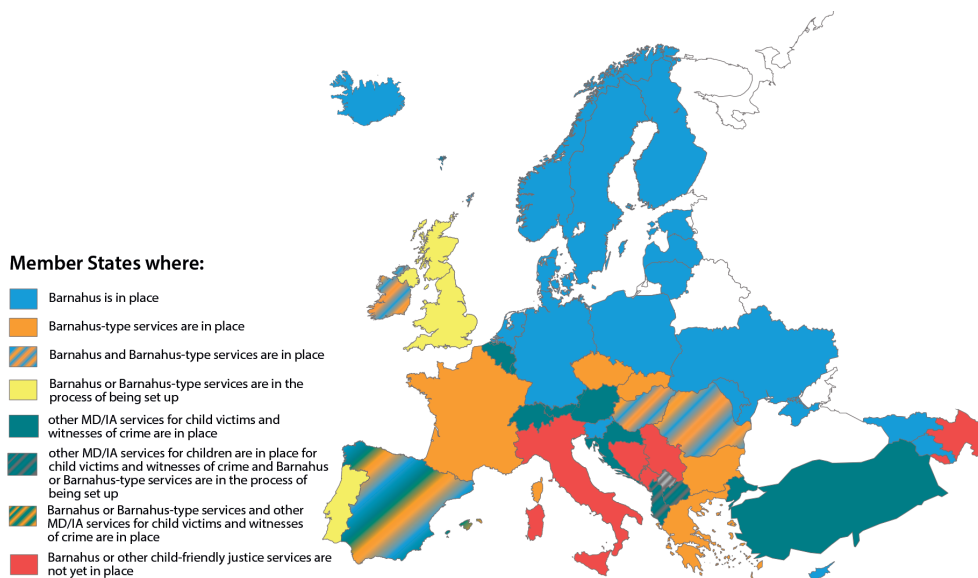 Member States where:
Barnahus is in place
Barnahus-type services are in place
Barnahus and Barnahus-type services are in place
Barnahus or Barnahus-type services are in the
process of being set up
other MD/IA services for child victims and
witnesses of crime are in place
other MD/IA services for children are in place for
child victims and witnesses of crime and Barnahus
or Barnahus-type services are in the process of
being set up
Barnahus or Barnahus-type services and other
MD/IA services for child victims and witnesses
of crime are in place
Barnahus or other child-friendly justice services are
not yet in place